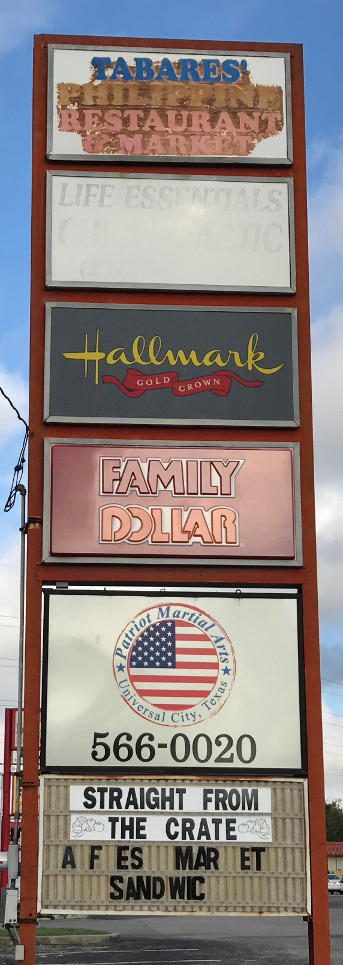 TABARES'
PHILIPPINE
RESTAURANT
& MARKET
LIFE ESSENTIALS
CHIROPRACTIC
Hallmark
GOLD CROWN
FAMILY
DOLLAR
Patriot Martial Arts
Universal City, Texas
566-0020
STRAIGHT FROM
THE CRATE
A F ES MAR ET
SANDWIC